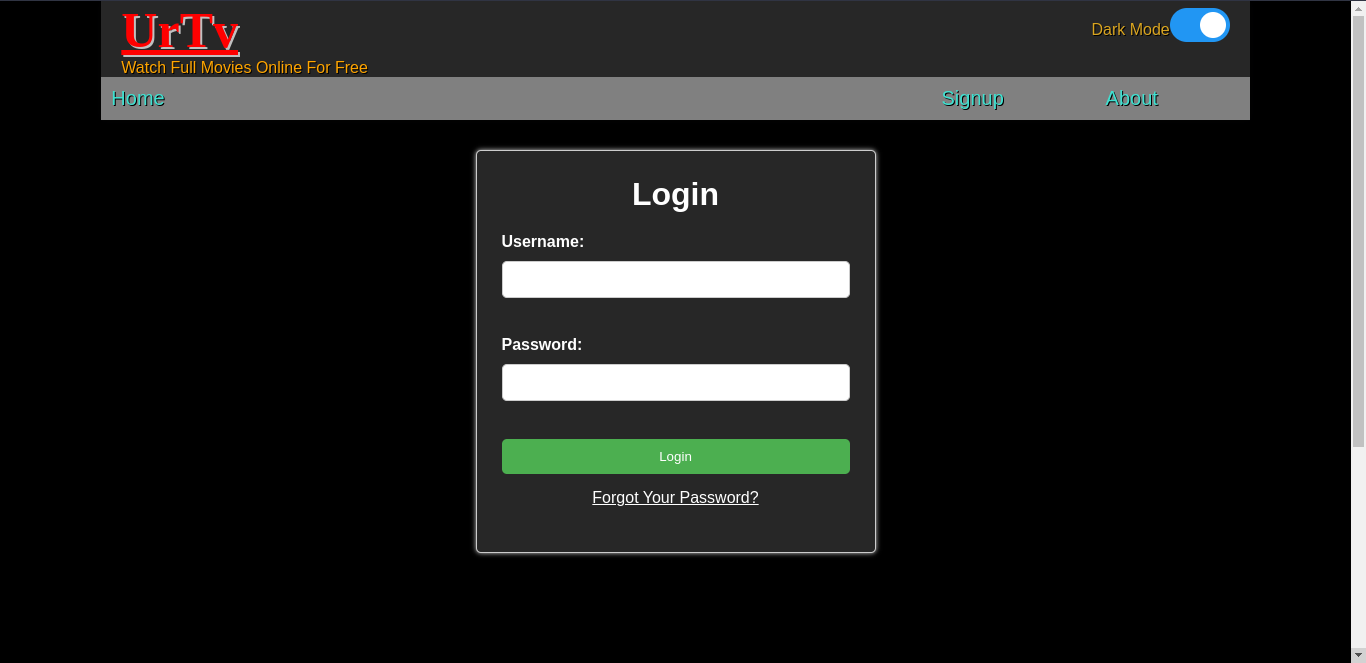 UrTv
Dark Mode
Watch Full Movies Online For Free
Home Signup About
Login
Username:
Password:
Login
Forgot Your Password?